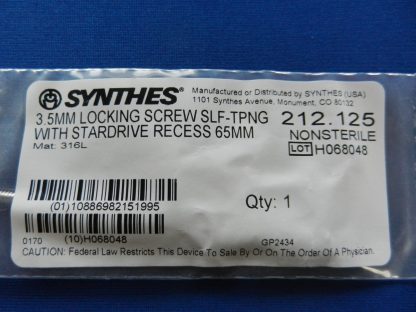 SYNTHES®
Manufactured or Distributed by SYNTHES (USA)
1101 Synthes Avenue, Monument, CO 80132
3.5MM LOCKING SCREW SLF-TPNG
WITH STARDRIVE RECESS 65MM
Mat: 316L
212.125
NONSTERILE
LOT H068048
(01)10886982151995
Qty: 1
(10)H068048
0170
GP2434
CAUTION: Federal Law Restricts This Device To Sale By Or On The Order Of A Physician.